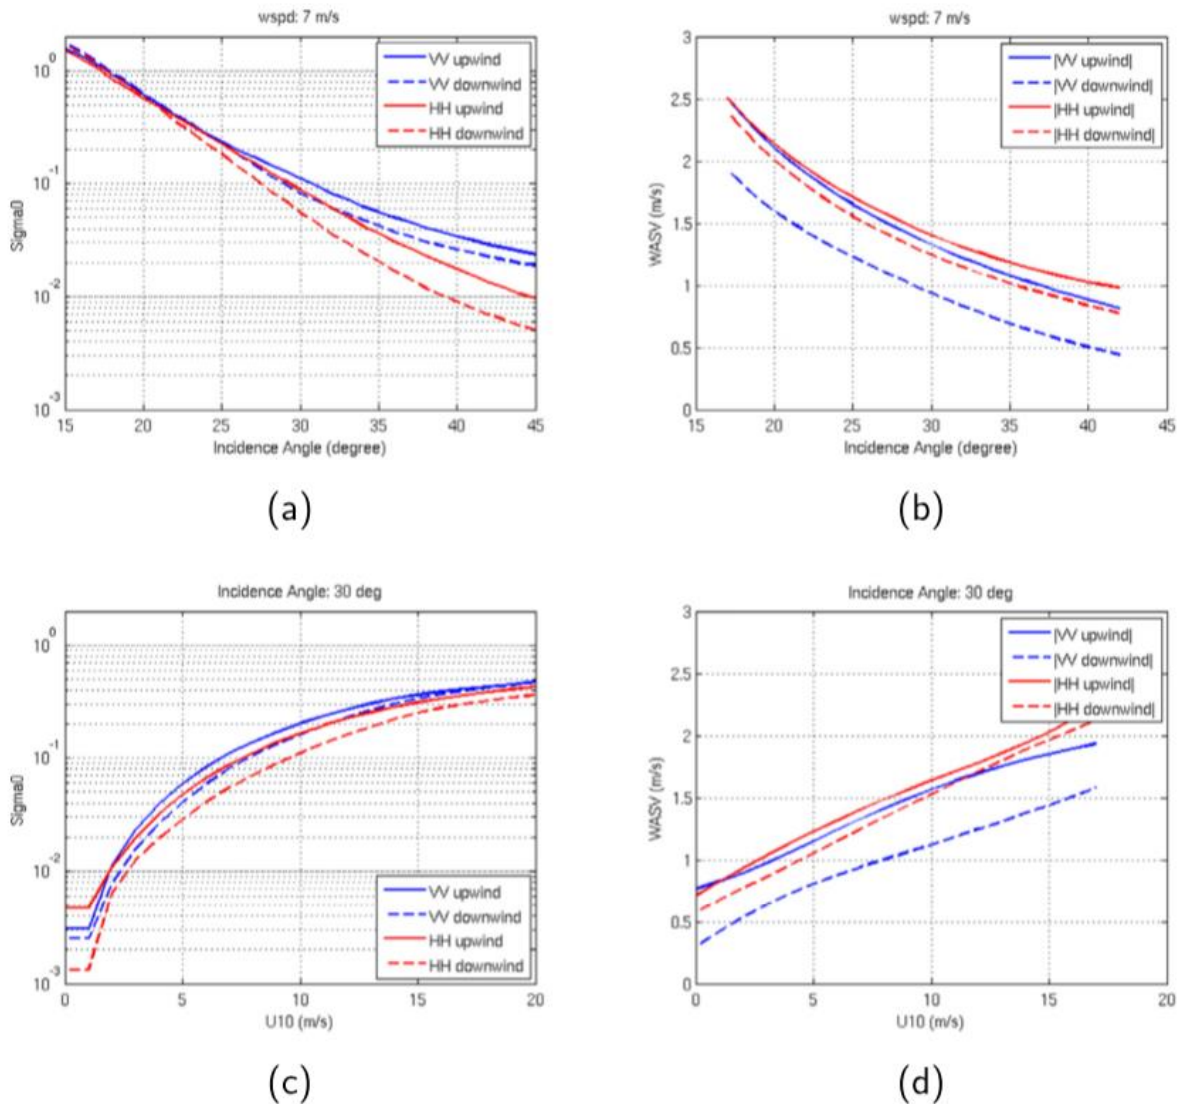 wspd: 7 m/s
10^0
10^-1
10^-2
10^-3
Sigma0
VV upwind
VV downwind
HH upwind
HH downwind
15 20 25 30 35 40 45
Incidence Angle (degree)
(a)
wspd: 7 m/s
3
2.5
2
1.5
1
0.5
0
WASV (m/s)
|VV upwind|
|VV downwind|
|HH upwind|
|HH downwind|
15 20 25 30 35 40 45
Incidence Angle (degree)
(b)
Incidence Angle: 30 deg
10^0
10^-1
10^-2
10^-3
Sigma0
VV upwind
VV downwind
HH upwind
HH downwind
0 5 10 15 20
U10 (m/s)
(c)
Incidence Angle: 30 deg
3
2.5
2
1.5
1
0.5
0
WASV (m/s)
|VV upwind|
|VV downwind|
|HH upwind|
|HH downwind|
0 5 10 15 20
U10 (m/s)
(d)